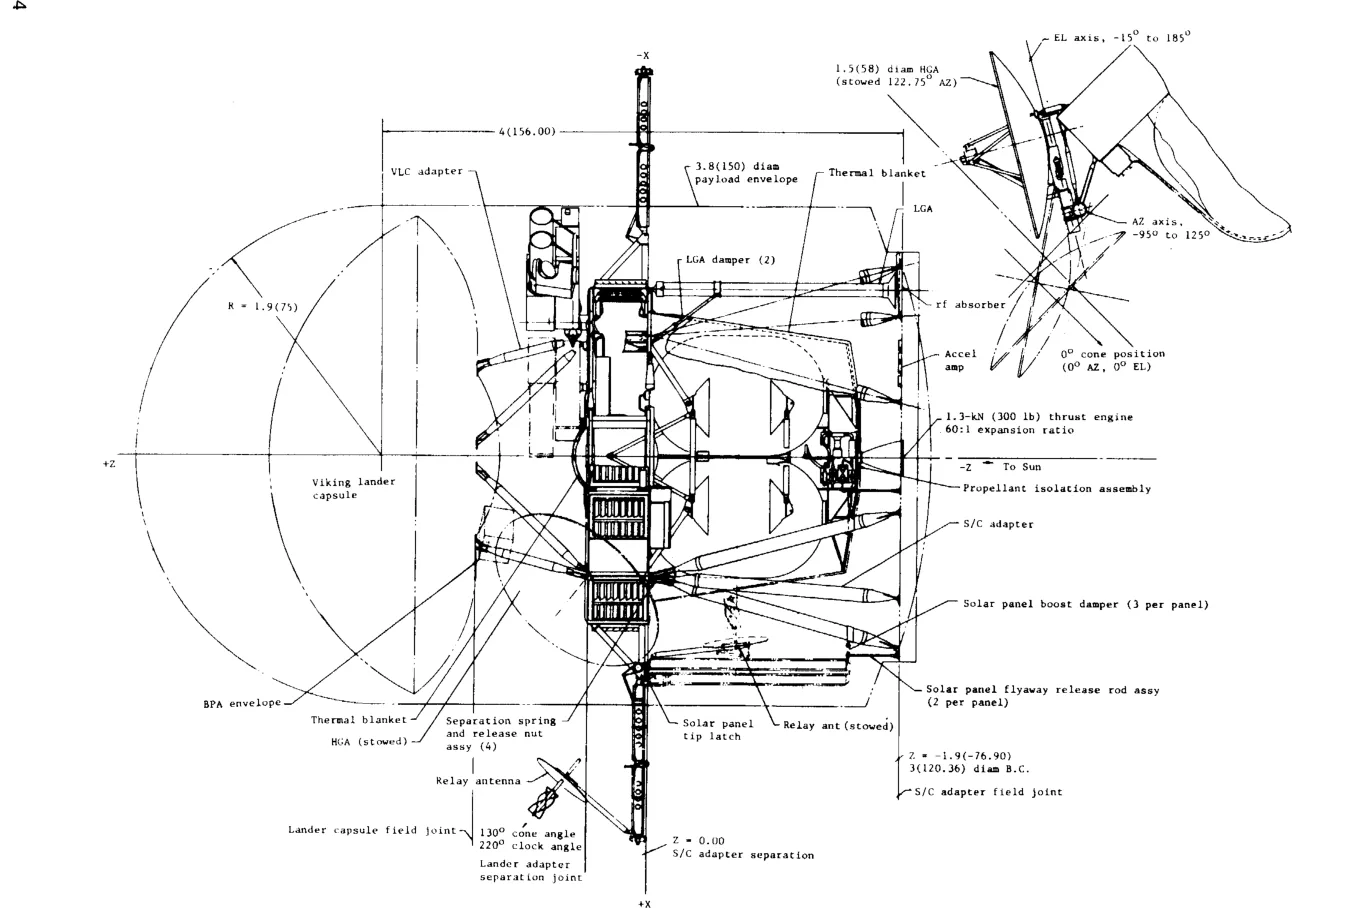 4
-X
EL axis, -15° to 185°
1.5(58) diam HGA
(stowed 122.75° AZ)
4(156.00)
VLC adapter
3.8(150) diam
payload envelope
Thermal blanket
LGA
AZ axis,
-95° to 125°
LGA damper (2)
R = 1.9(75)
rf absorber
Accel
amp
0° cone position
(0° AZ, 0° EL)
1.3-kN (300 lb) thrust engine
60:1 expansion ratio
+Z
-Z
To Sun
Viking lander
capsule
Propellant isolation assembly
S/C adapter
Solar panel boost damper (3 per panel)
BPA envelope
Thermal blanket
HGA (stowed)
Separation spring
and release nut
assy (4)
Solar panel
tip latch
Relay ant (stowed)
Solar panel flyaway release rod assy
(2 per panel)
Z = -1.9(-76.90)
3(120.36) diam B.C.
S/C adapter field joint
Relay antenna
Lander capsule field joint
130° cone angle
220° clock angle
Lander adapter
separation joint
Z = 0.00
S/C adapter separation
+X